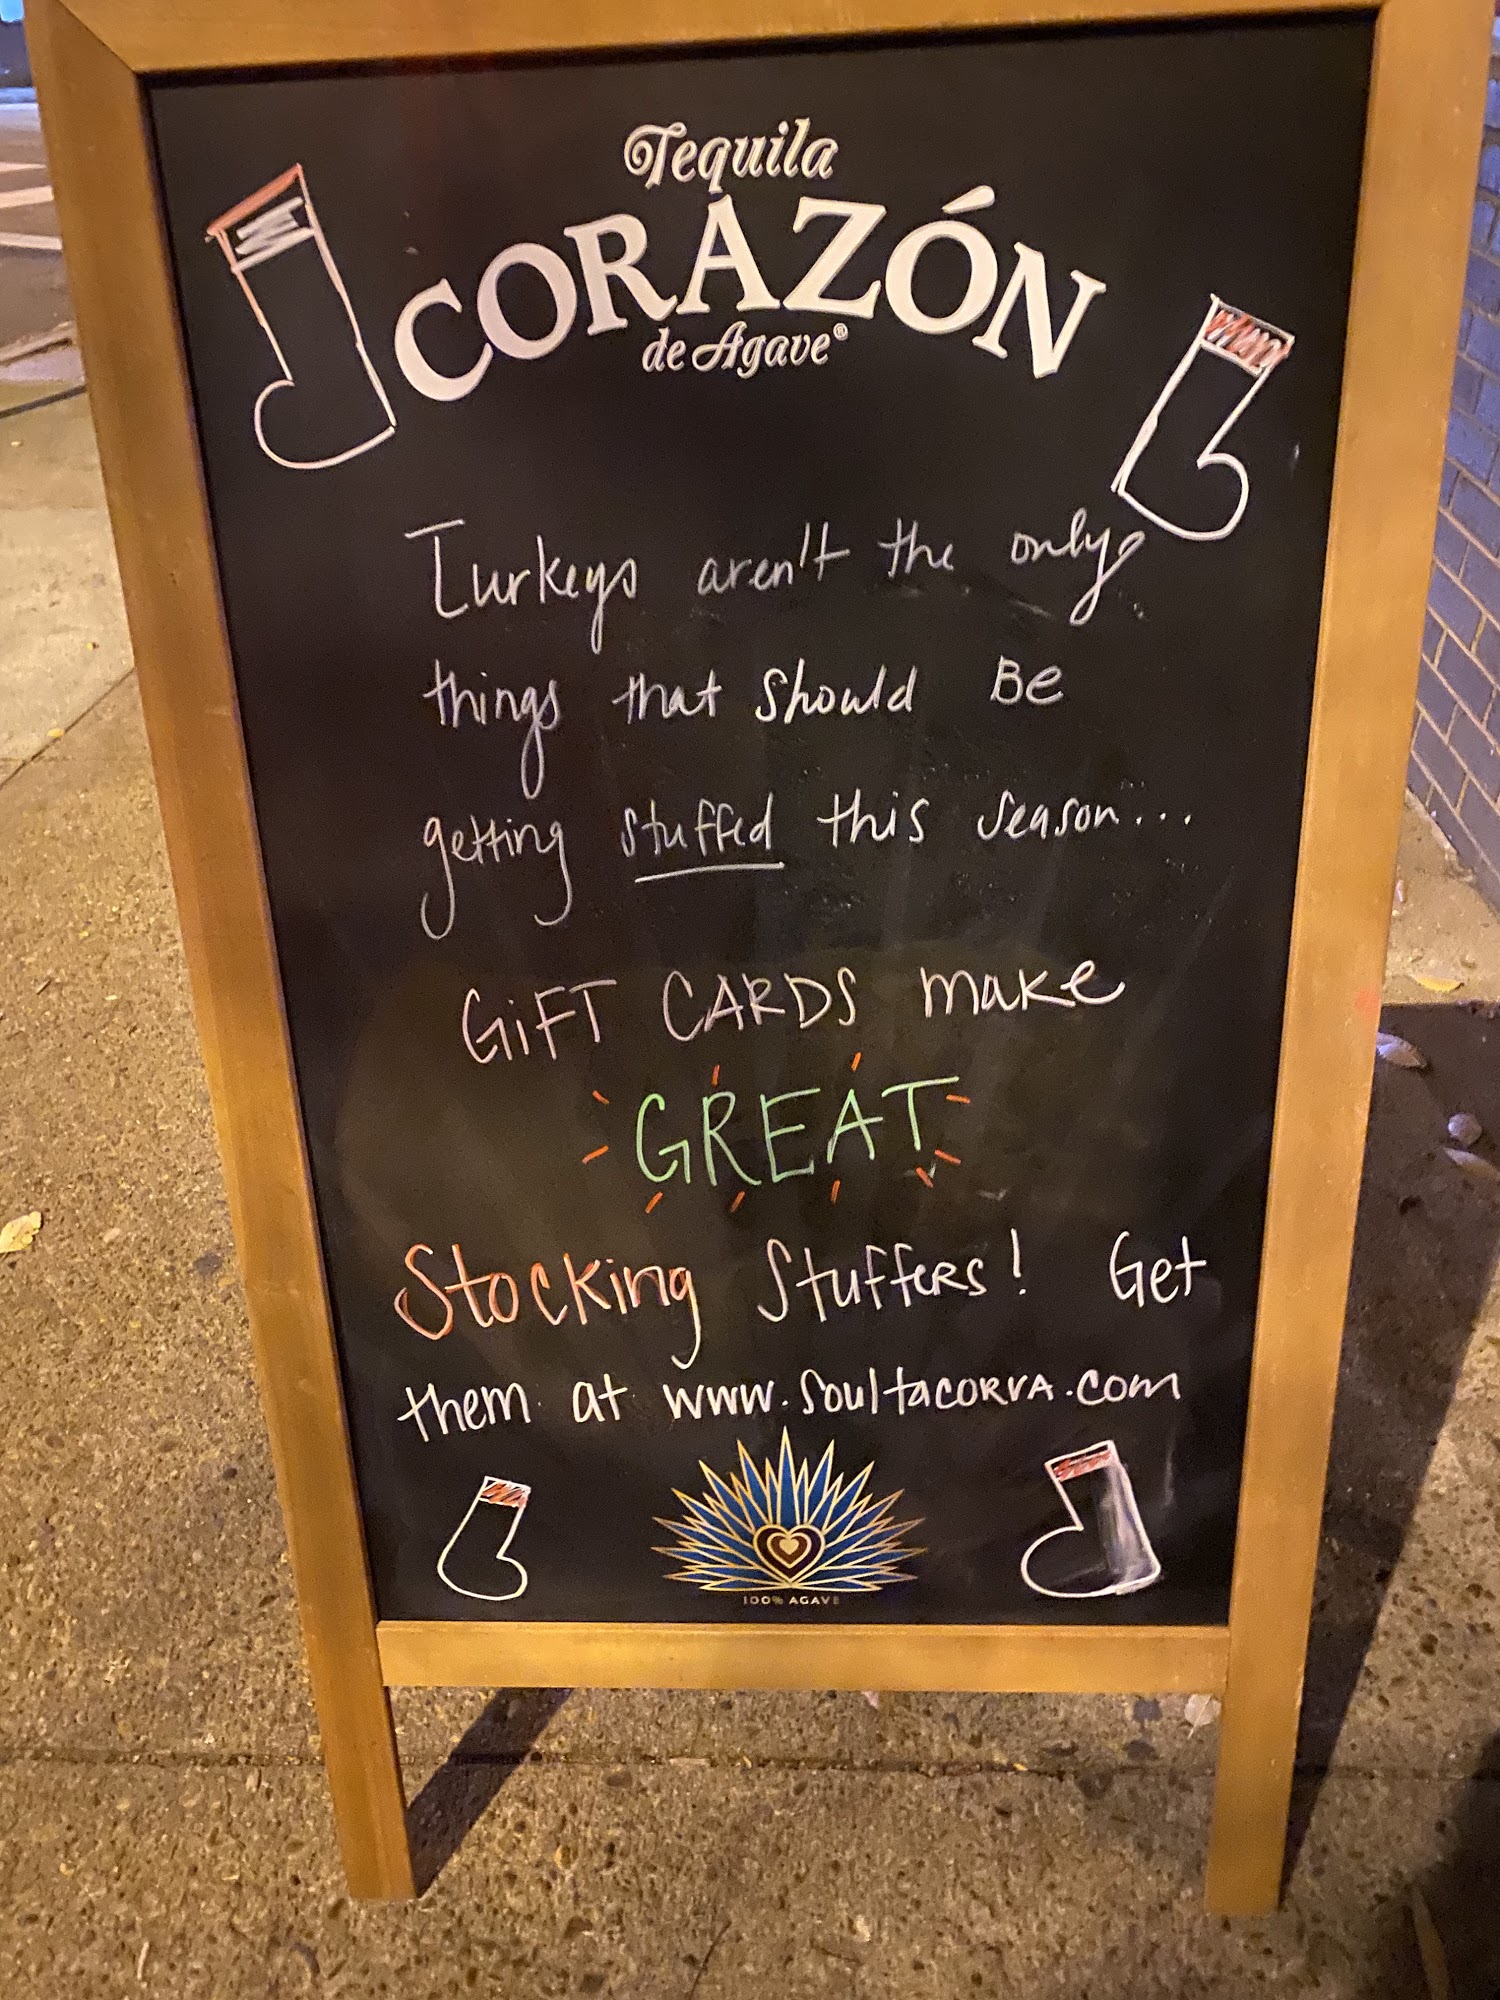 Tequila
CORAZÓN
de Agave®
Turkeys aren't the only
things that should Be
getting stuffed this season...
GiFT CARDS make
GREAT
Stocking Stuffers! Get
them at www.soultacorva.com
100% AGAVE